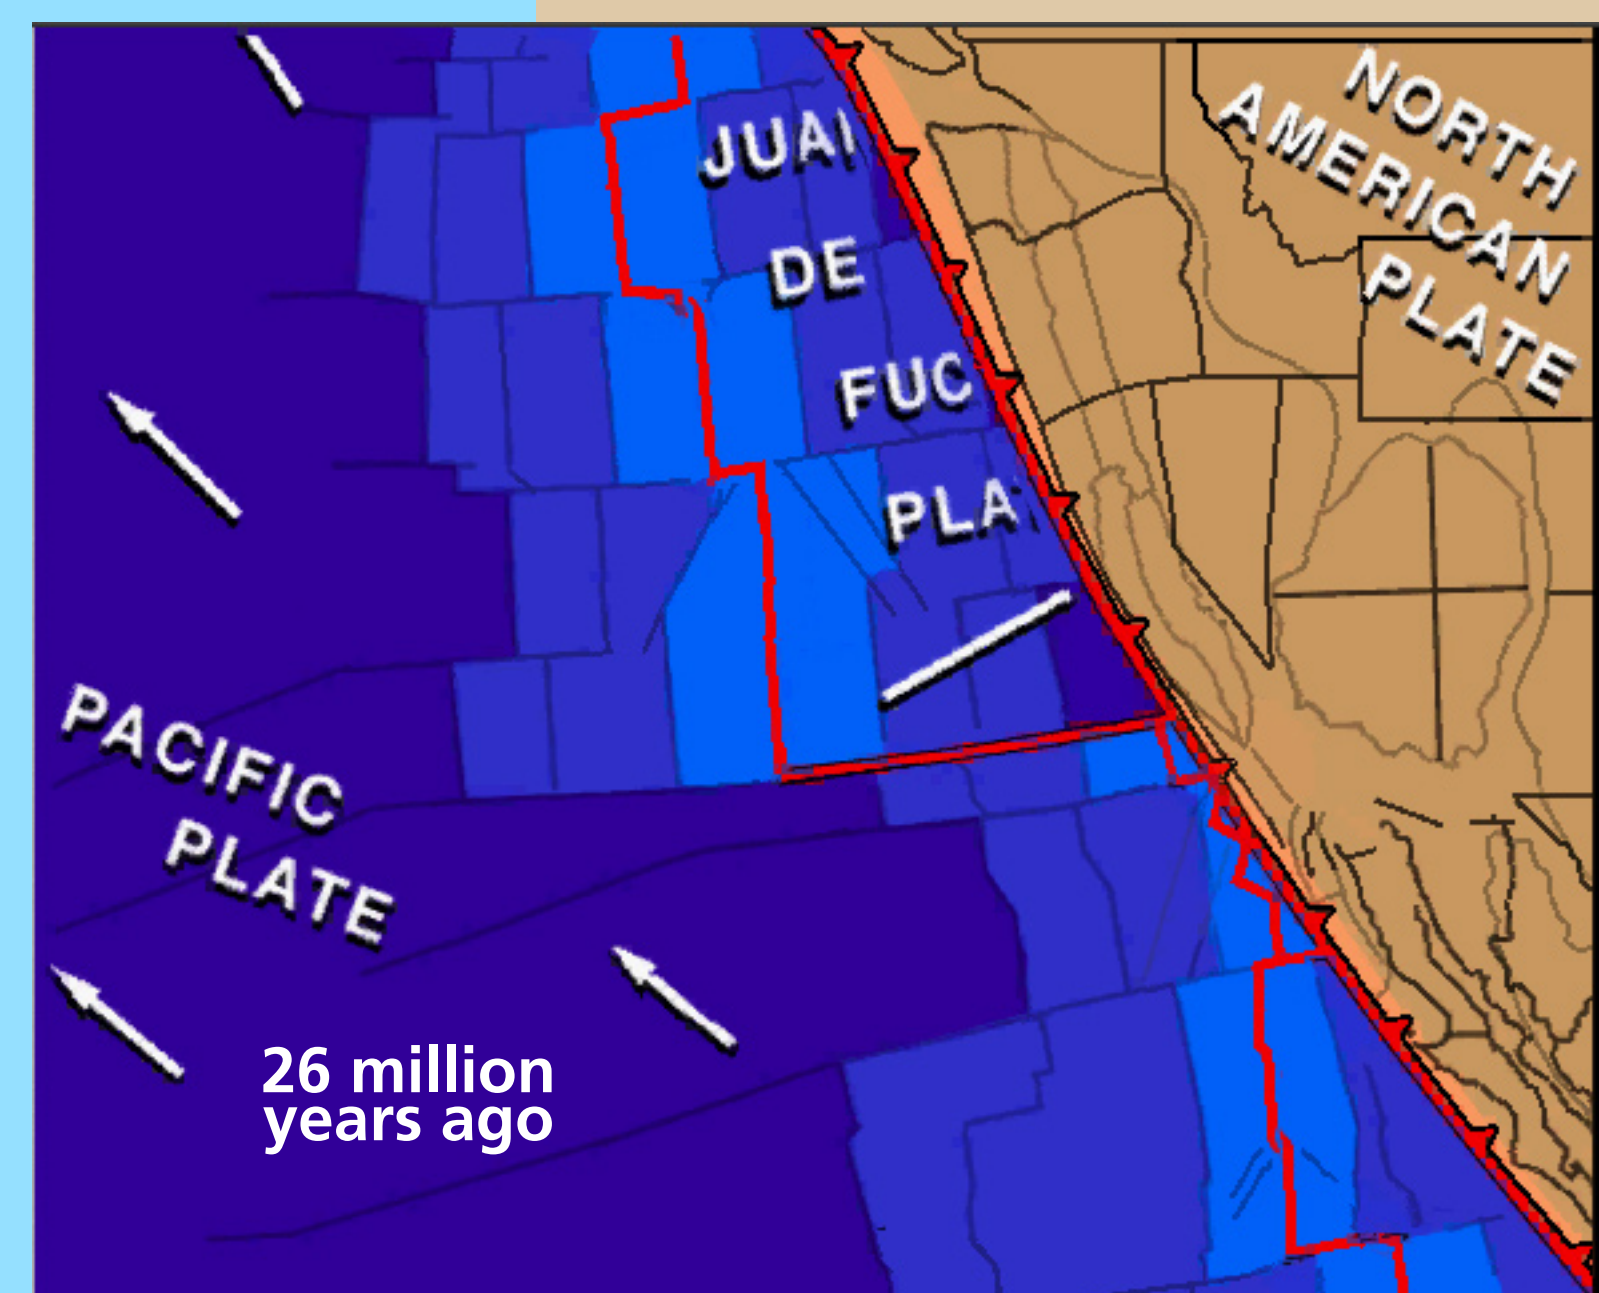 NORTH
AMERICAN
PLATE
JUA
DE
FUC
PLA
PACIFIC
PLATE
26 million
years ago